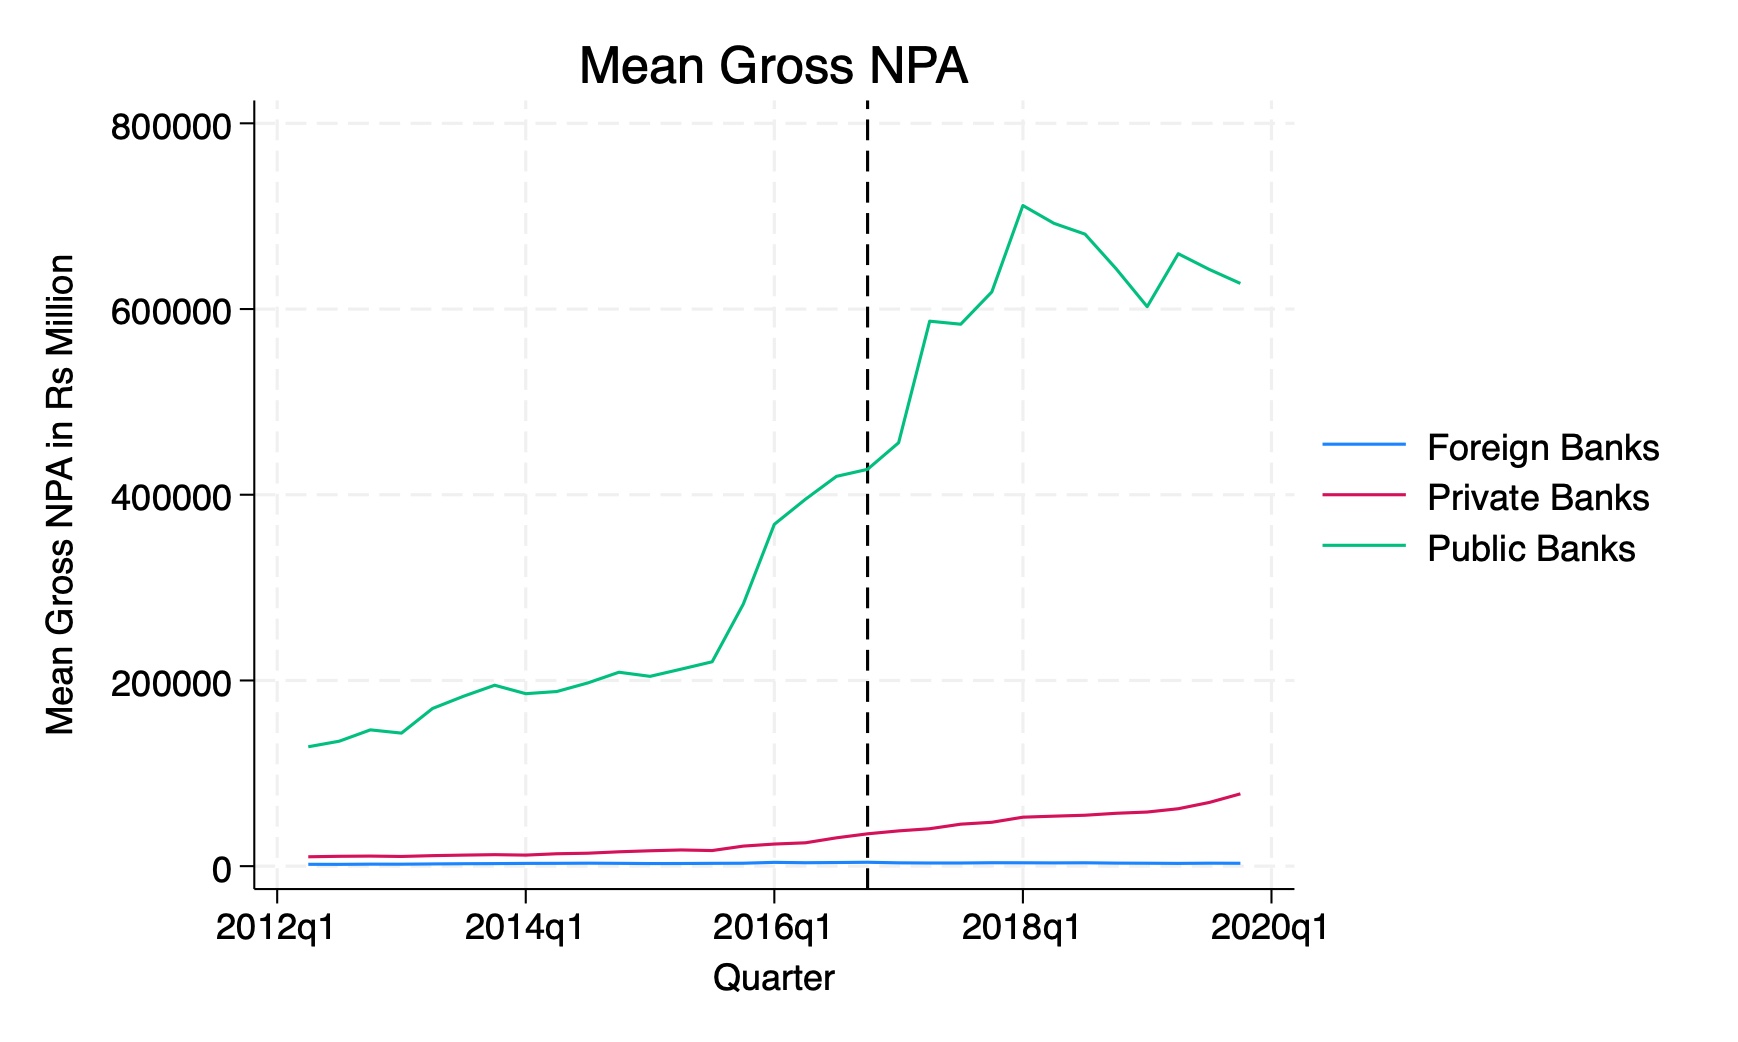 Mean Gross NPA
800000
600000
400000
200000
0
Mean Gross NPA in Rs Million
2012q1 2014q1 2016q1 2018q1 2020q1
Quarter
Foreign Banks
Private Banks
Public Banks